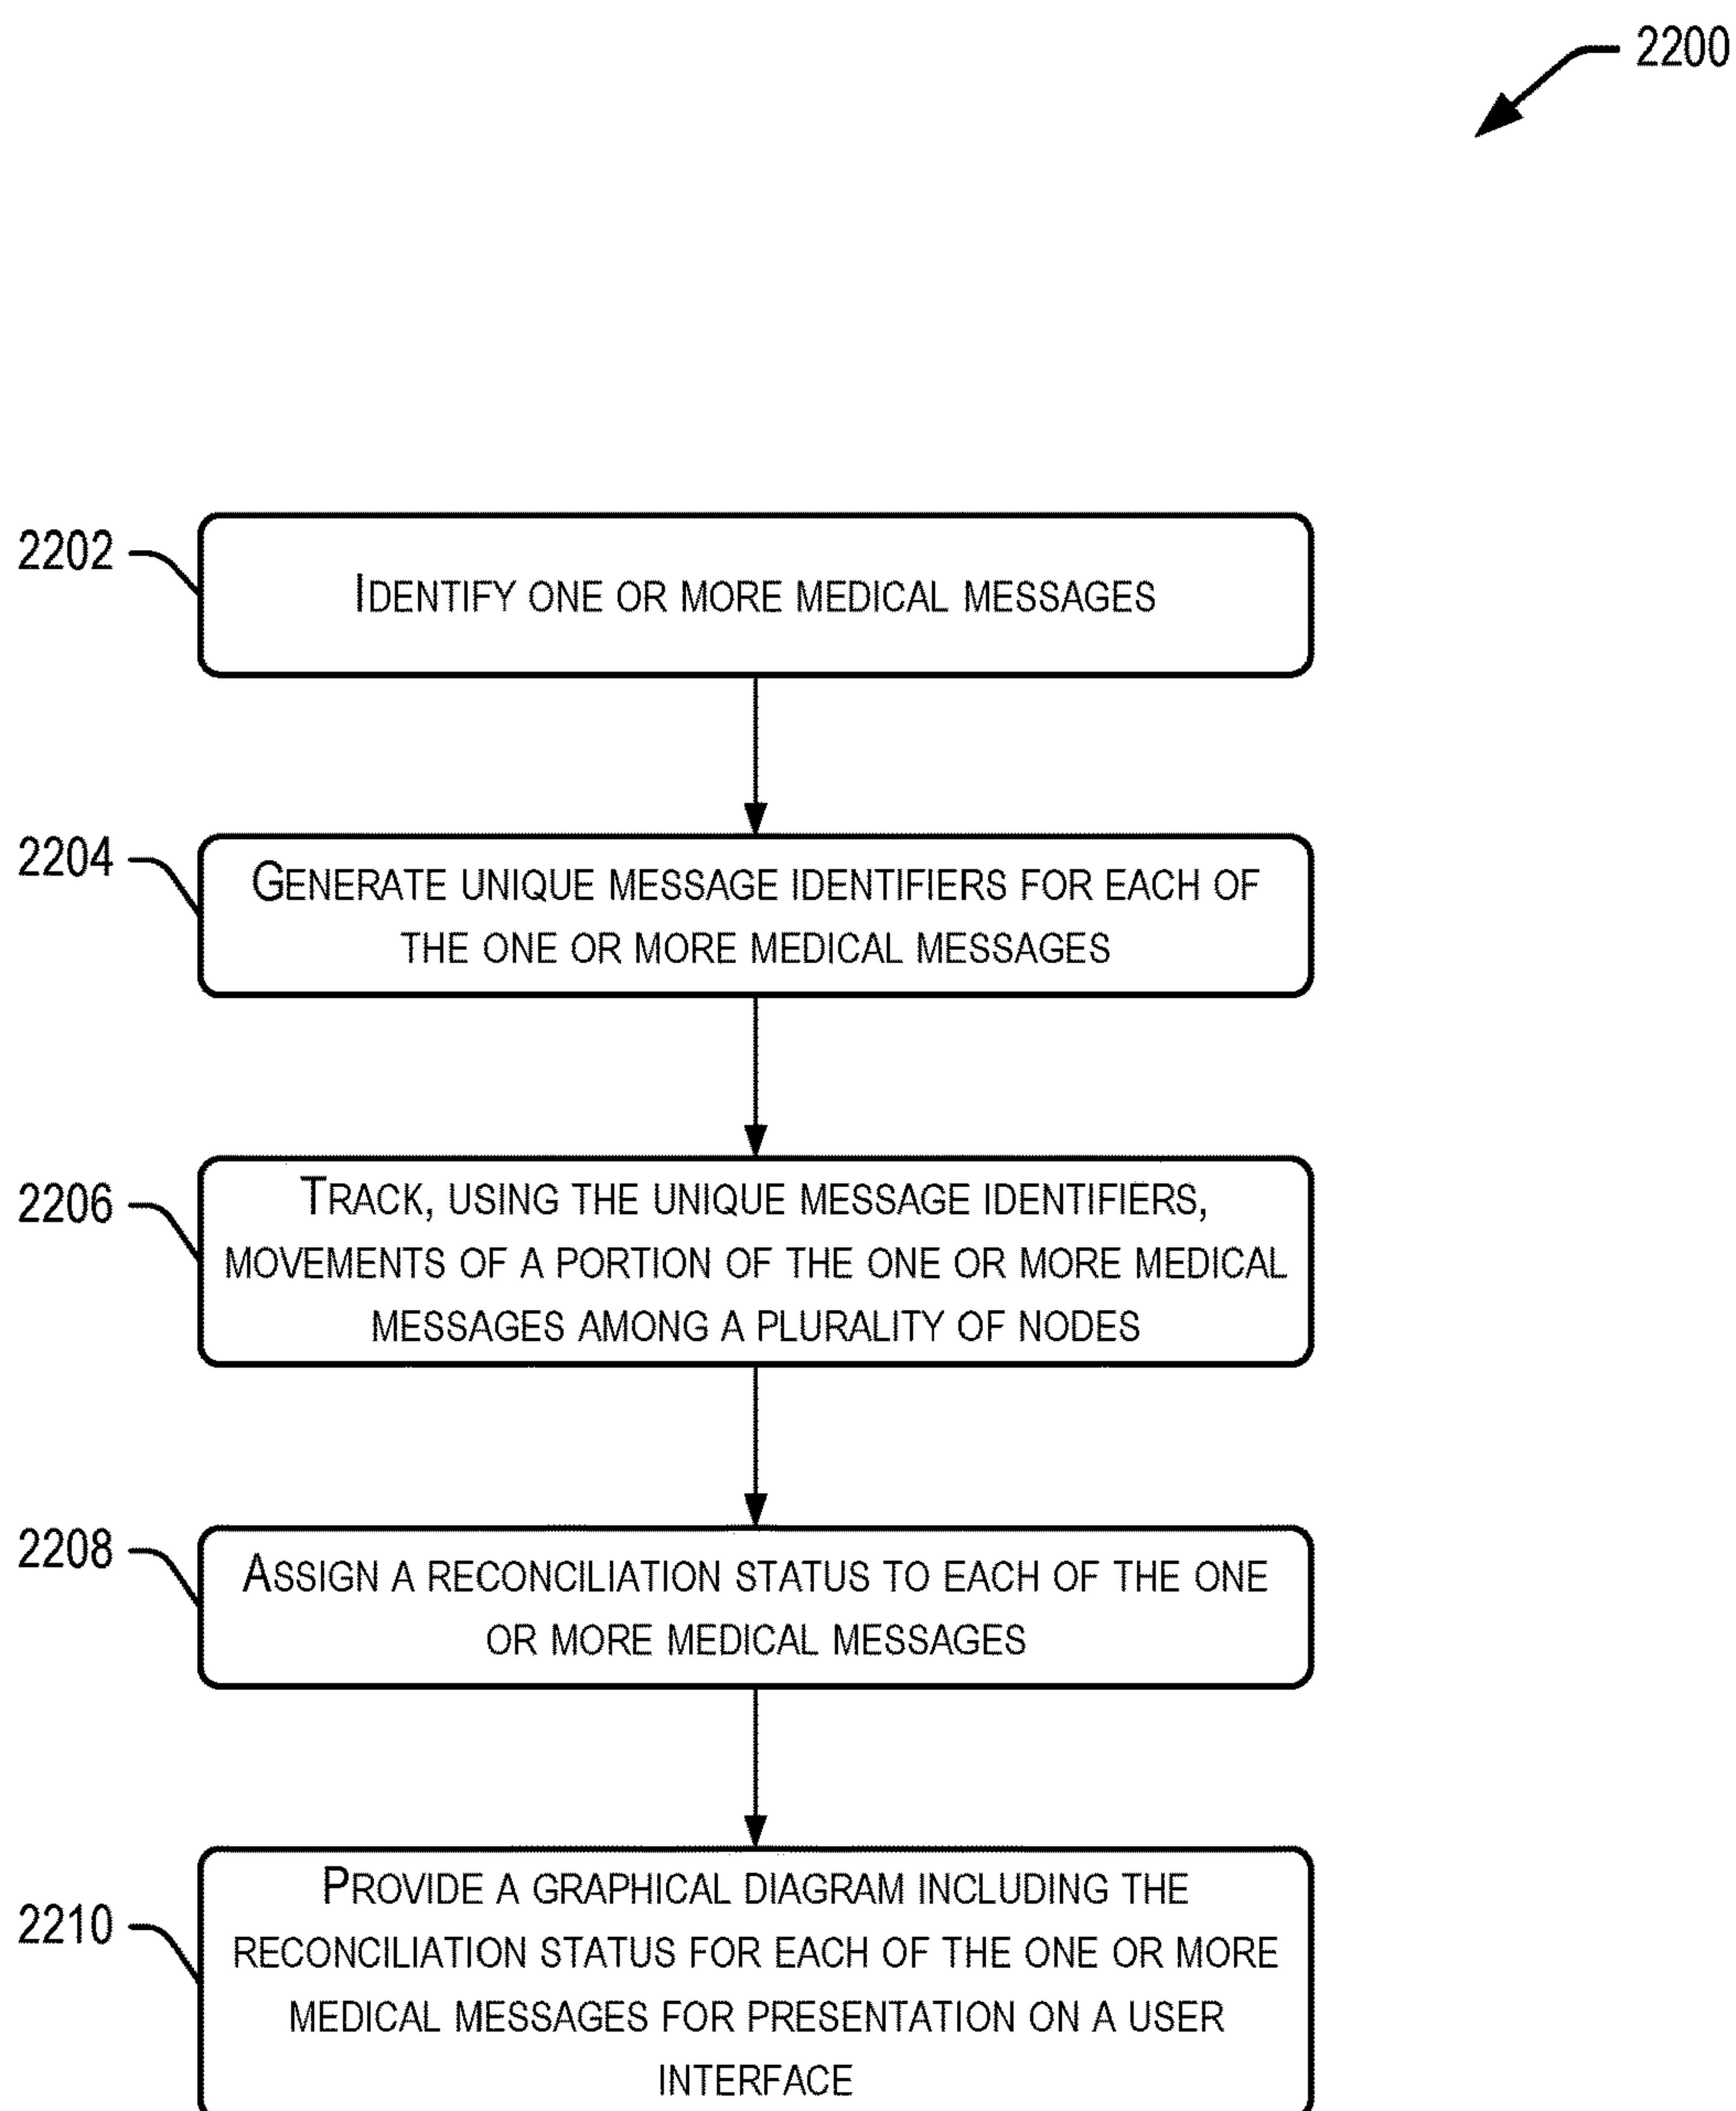 2200
2202
IDENTIFY ONE OR MORE MEDICAL MESSAGES
2204
GENERATE UNIQUE MESSAGE IDENTIFIERS FOR EACH OF
THE ONE OR MORE MEDICAL MESSAGES
2206
TRACK, USING THE UNIQUE MESSAGE IDENTIFIERS,
MOVEMENTS OF A PORTION OF THE ONE OR MORE MEDICAL
MESSAGES AMONG A PLURALITY OF NODES
2208
ASSIGN A RECONCILIATION STATUS TO EACH OF THE ONE
OR MORE MEDICAL MESSAGES
2210
PROVIDE A GRAPHICAL DIAGRAM INCLUDING THE
RECONCILIATION STATUS FOR EACH OF THE ONE OR MORE
MEDICAL MESSAGES FOR PRESENTATION ON A USER
INTERFACE